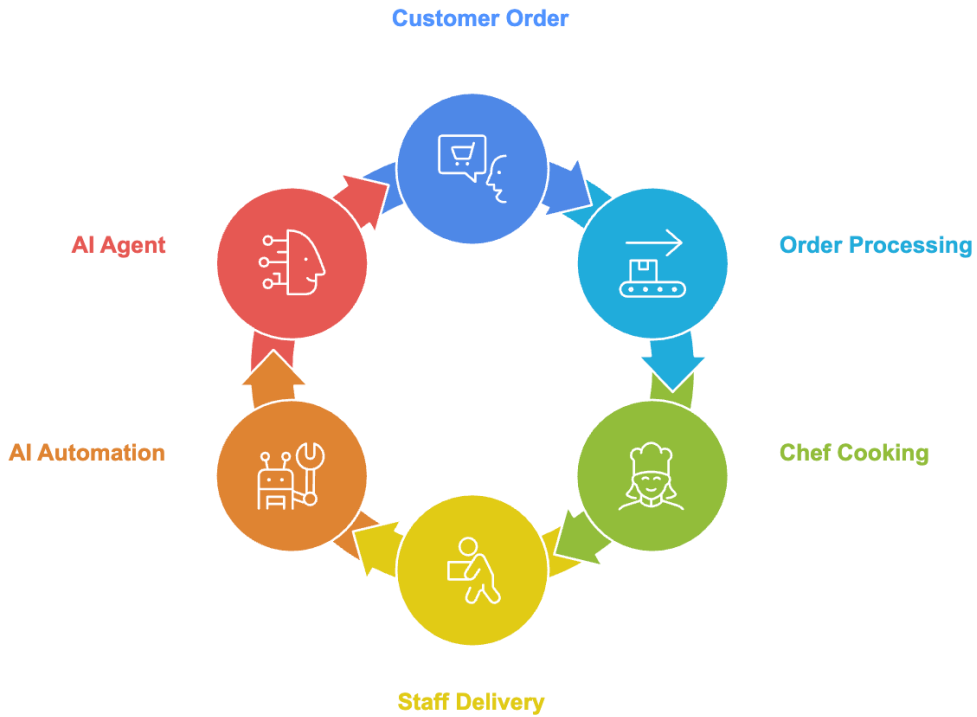 Customer Order
AI Agent
Order Processing
AI Automation
Chef Cooking
Staff Delivery